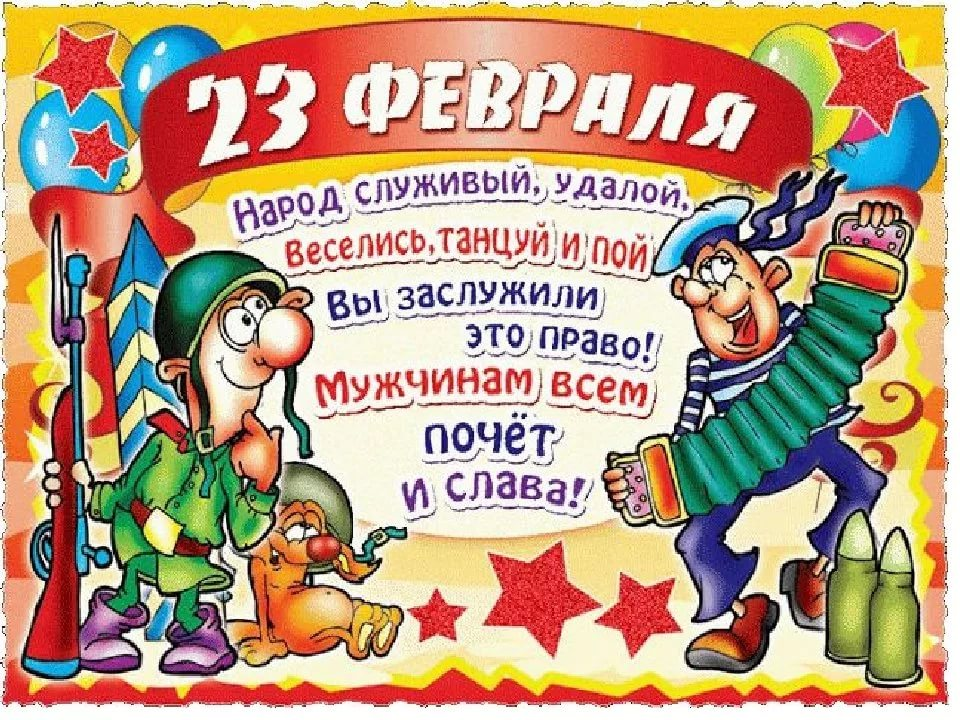 23 ФЕВРАЛЯ
Народ служивый, удалой,
Веселись, танцуй и пой
Вы заслужили
это право!
Мужчинам всем
почёт
и слава!